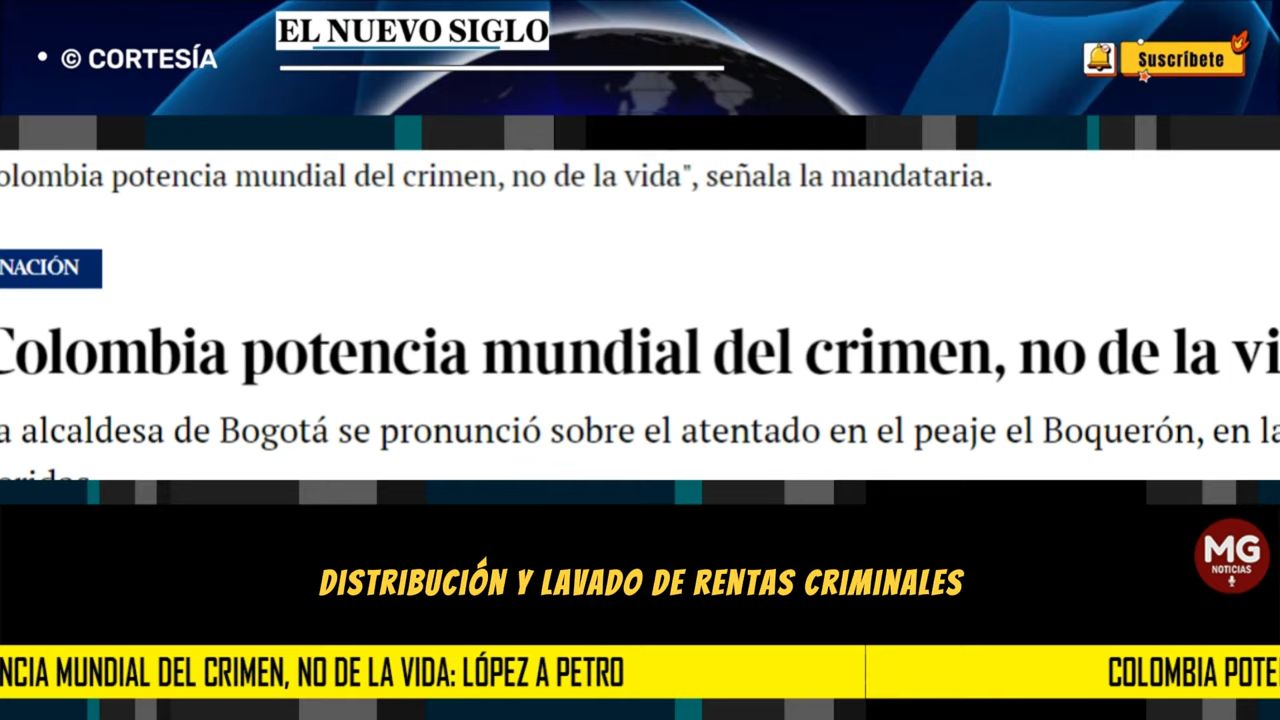 • © CORTESÍA
EL NUEVO SIGLO
Suscríbete
olombia potencia mundial del crimen, no de la vida", señala la mandataria.
NACIÓN
Colombia potencia mundial del crimen, no de la vi
a alcaldesa de Bogotá se pronunció sobre el atentado en el peaje el Boquerón, en la
DISTRIBUCIÓN Y LAVADO DE RENTAS CRIMINALES
MG
NOTICIAS
NCIA MUNDIAL DEL CRIMEN, NO DE LA VIDA: LÓPEZ A PETRO
COLOMBIA POTE